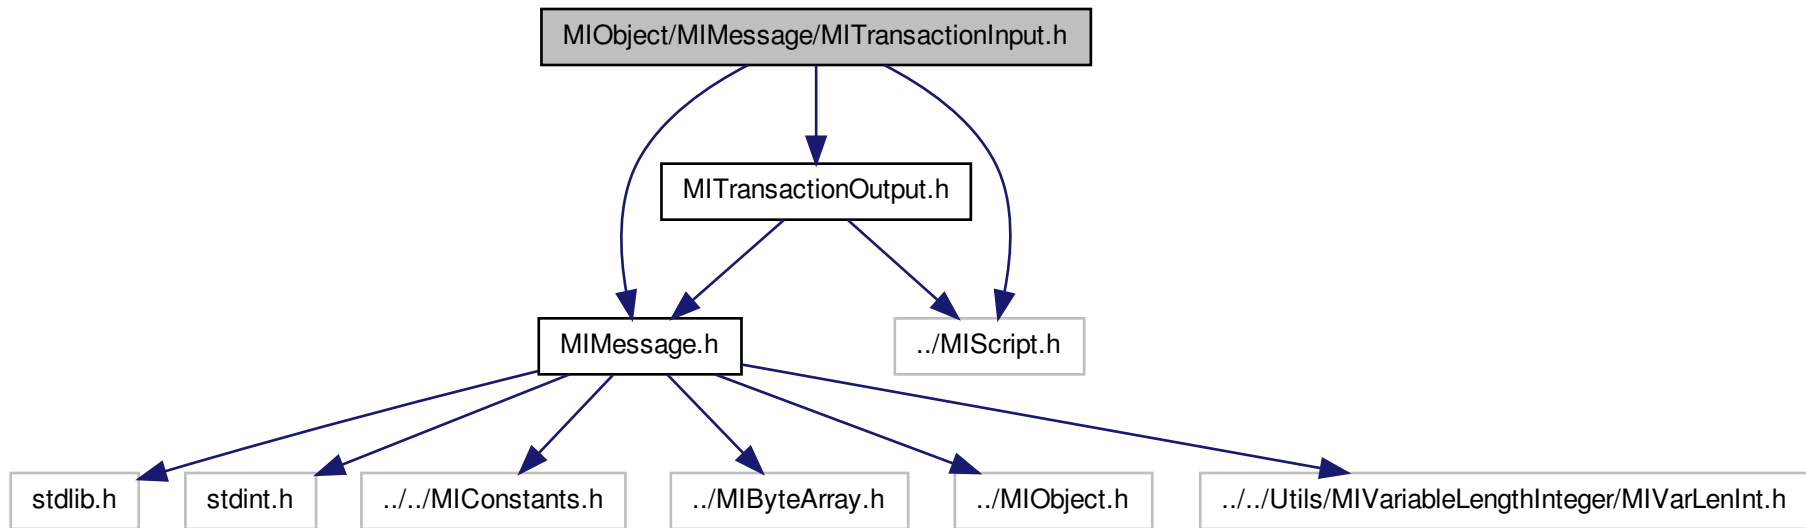 MIObject/MIMessage/MITransactionInput.h
MITransactionOutput.h
MIMessage.h
../MIScript.h
stdlib.h
stdint.h
../../MIConstants.h
../MIByteArray.h
../MIObject.h
../../Utils/MIVariableLengthInteger/MIVarLenInt.h